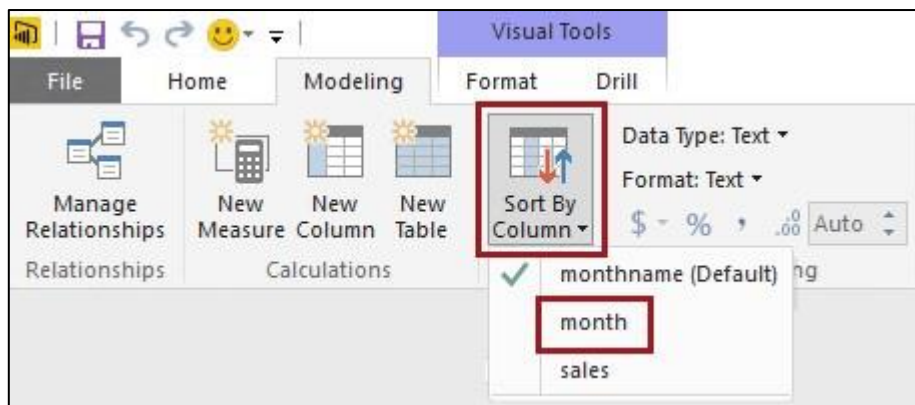 Visual Tools
File Home Modeling Format Drill
Manage Relationships
New Measure
New Column
New Table
Sort By Column
Data Type: Text
Format: Text
$ % , .00 Auto
Relationships
Calculations
ng
monthname (Default)
month
sales